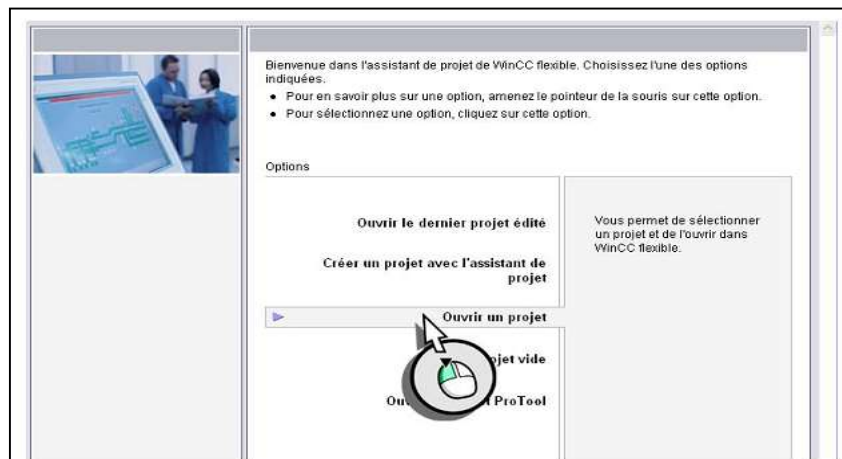 Bienvenue dans l'assistant de projet de WinCC flexible. Choisissez l'une des options
indiquées.
• Pour en savoir plus sur une option, amenez le pointeur de la souris sur cette option.
• Pour sélectionnez une option, cliquez sur cette option.
Options
Ouvrir le dernier projet édité
Créer un projet avec l'assistant de
projet
Ouvrir un projet
vide
ProTool
Vous permet de sélectionner
un projet et de l'ouvrir dans
WinCC flexible.